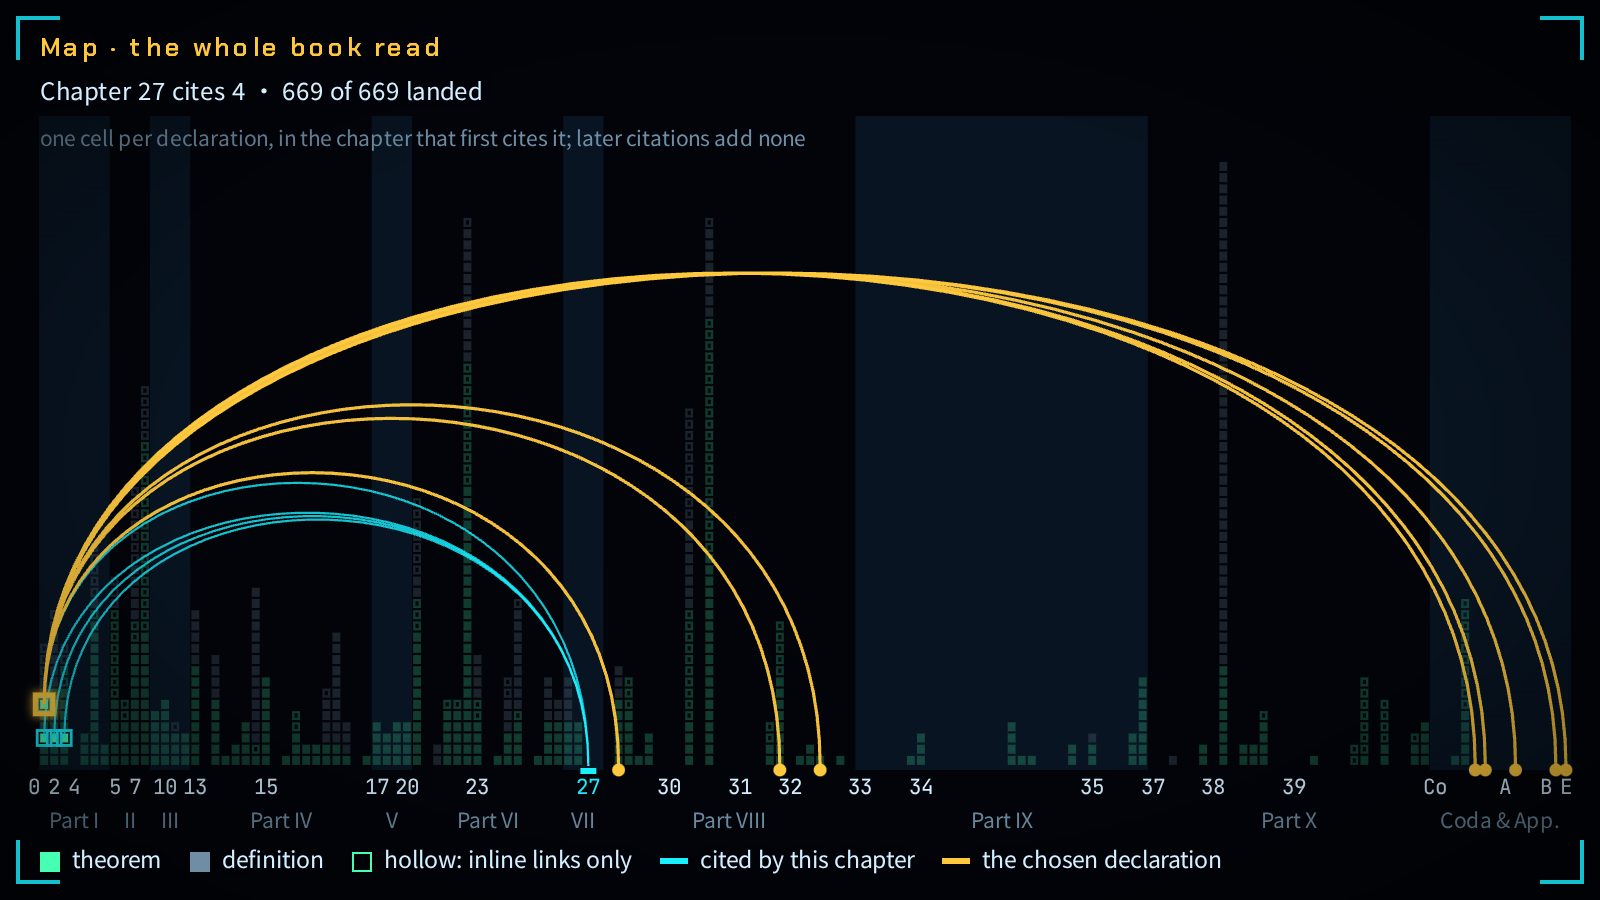 Map · the whole book read
Chapter 27 cites 4 · 669 of 669 landed
one cell per declaration, in the chapter that first cites it; later citations add none
0 2 4 5 7 10 13 15 17 20 23 27 30 31 32 33 34 35 37 38 39 Co A B E
Part I II III Part IV V Part VI VII Part VIII Part IX Part X Coda & App.
theorem definition hollow: inline links only cited by this chapter the chosen declaration